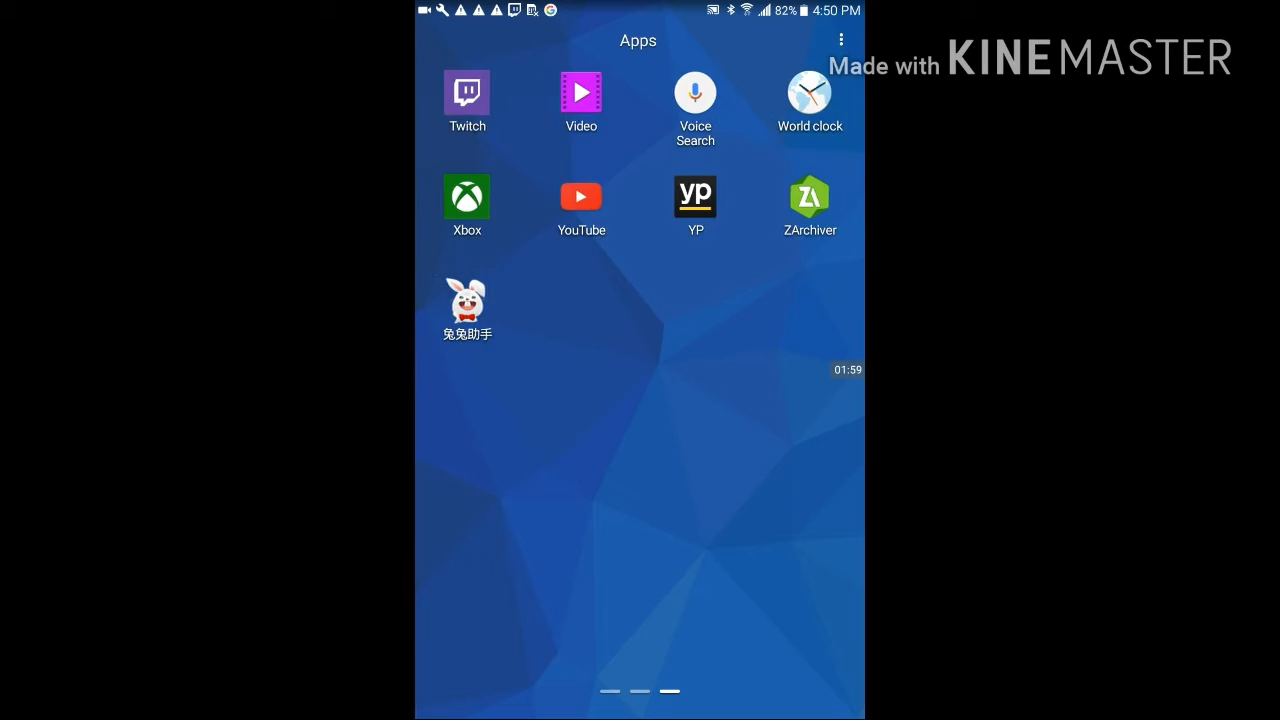 82% 4:50 PM
Apps
Made with KINEMASTER
Twitch
Video
Voice
Search
World clock
Xbox
YouTube
yp
YP
ZA
ZArchiver
兔兔助手
01:59